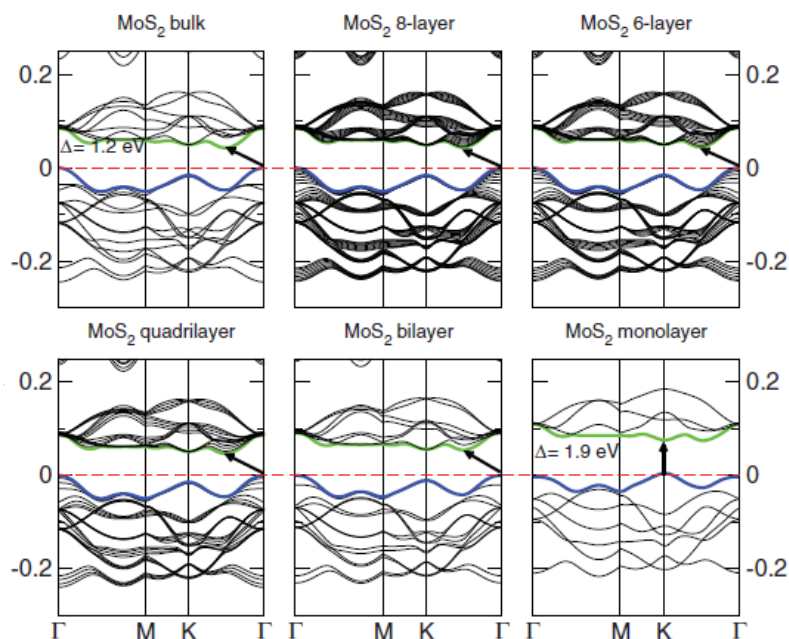 MoS₂ bulk MoS₂ 8-layer MoS₂ 6-layer
0.2 0.2
Δ= 1.2 eV
0 0
-0.2 -0.2
MoS₂ quadrilayer MoS₂ bilayer MoS₂ monolayer
0.2 0.2
Δ= 1.9 eV
0 0
-0.2 -0.2
Γ M K Γ Γ M K Γ Γ M K Γ